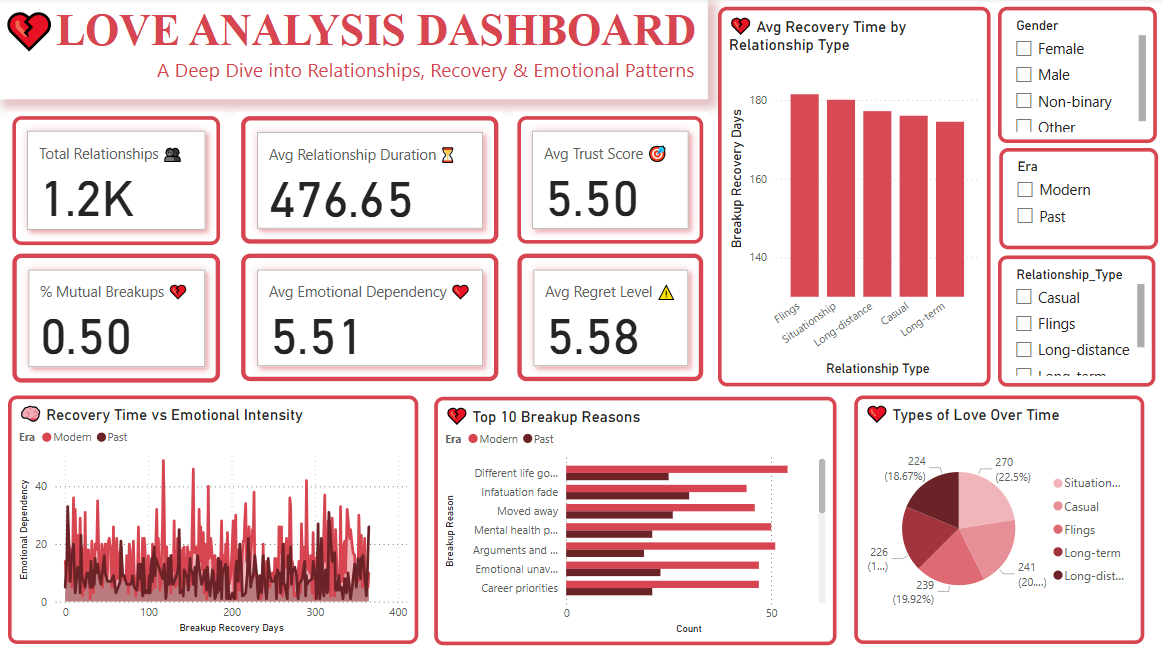 LOVE ANALYSIS DASHBOARD
A Deep Dive into Relationships, Recovery & Emotional Patterns
Total Relationships
1.2K
Avg Relationship Duration
476.65
Avg Trust Score
5.50
% Mutual Breakups
0.50
Avg Emotional Dependency
5.51
Avg Regret Level
5.58
Avg Recovery Time by
Relationship Type
Breakup Recovery Days
180
160
140
Flings
Situationship
Long-distance
Casual
Long-term
Relationship Type
Gender
Female
Male
Non-binary
Other
Era
Modern
Past
Relationship_Type
Casual
Flings
Long-distance
Long-term
Recovery Time vs Emotional Intensity
Era Modern Past
Emotional Dependency
40
20
0
0 100 200 300 400
Breakup Recovery Days
Top 10 Breakup Reasons
Era Modern Past
Breakup Reason
Different life go...
Infatuation fade
Moved away
Mental health p...
Arguments and ...
Emotional unav...
Career priorities
0 50
Count
Types of Love Over Time
224
(18.67%)
270
(22.5%)
226
(1...)
239
(19.92%)
241
(20....)
Situation...
Casual
Flings
Long-term
Long-dist...